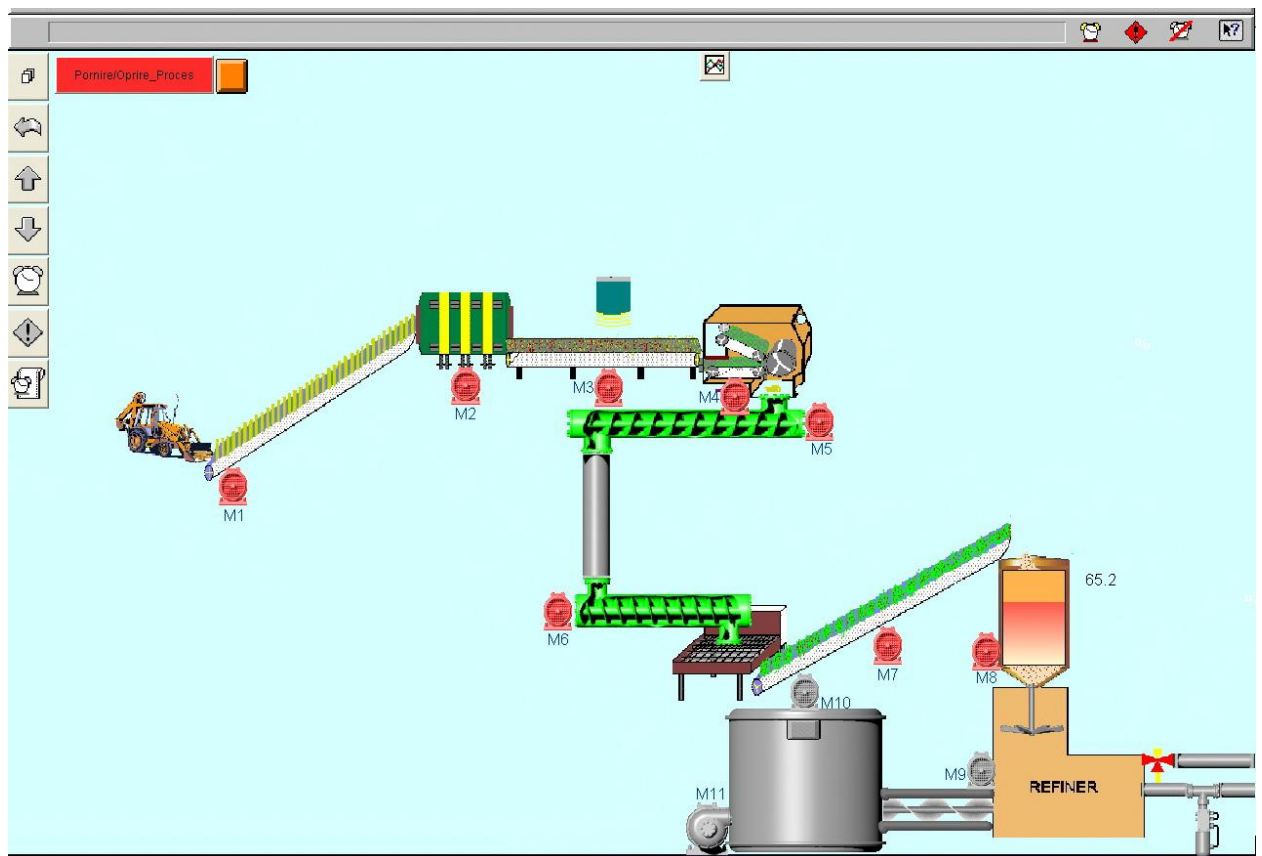 Pornire/Oprire_Proces
M3
M4
M2
M5
M1
65.2
M6
M7
M8
M10
M9
M11
REFINER